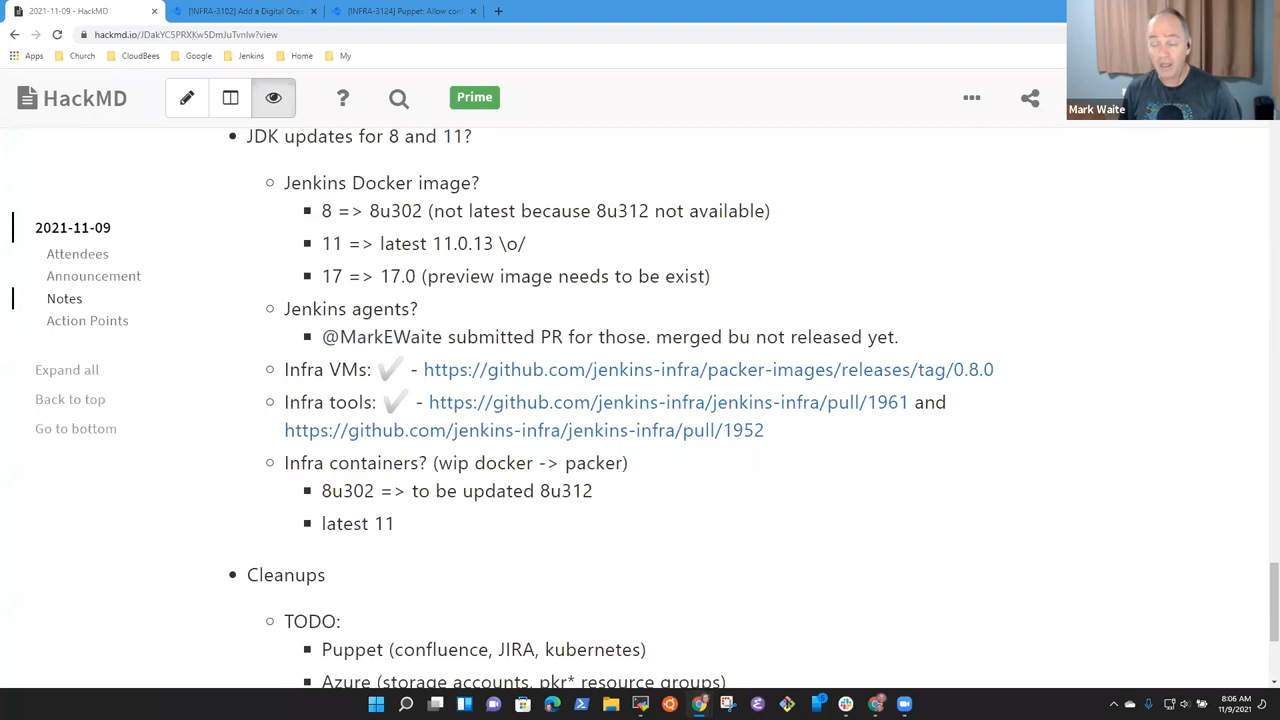 2021-11-09 - HackMD
[INFRA-3102] Add a Digital Oce
[INFRA-3124] Puppet: Allow con
hackmd.io/JDakYC5PRXKw5DmJuTvnIw?view
Apps
Church
CloudBees
Google
Jenkins
Home
My
HackMD
Prime
Mark Waite
JDK updates for 8 and 11?
Jenkins Docker image?
8 => 8u302 (not latest because 8u312 not available)
11 => latest 11.0.13 \o/
17 => 17.0 (preview image needs to be exist)
Jenkins agents?
@MarkEWaite submitted PR for those. merged bu not released yet.
Infra VMs: ✔ - https://github.com/jenkins-infra/packer-images/releases/tag/0.8.0
Infra tools: ✔ - https://github.com/jenkins-infra/jenkins-infra/pull/1961 and
https://github.com/jenkins-infra/jenkins-infra/pull/1952
Infra containers? (wip docker -> packer)
8u302 => to be updated 8u312
latest 11
Cleanups
TODO:
Puppet (confluence, JIRA, kubernetes)
Azure (storage accounts, pkr* resource groups)
2021-11-09
Attendees
Announcement
Notes
Action Points
Expand all
Back to top
Go to bottom
8:06 AM
11/9/2021